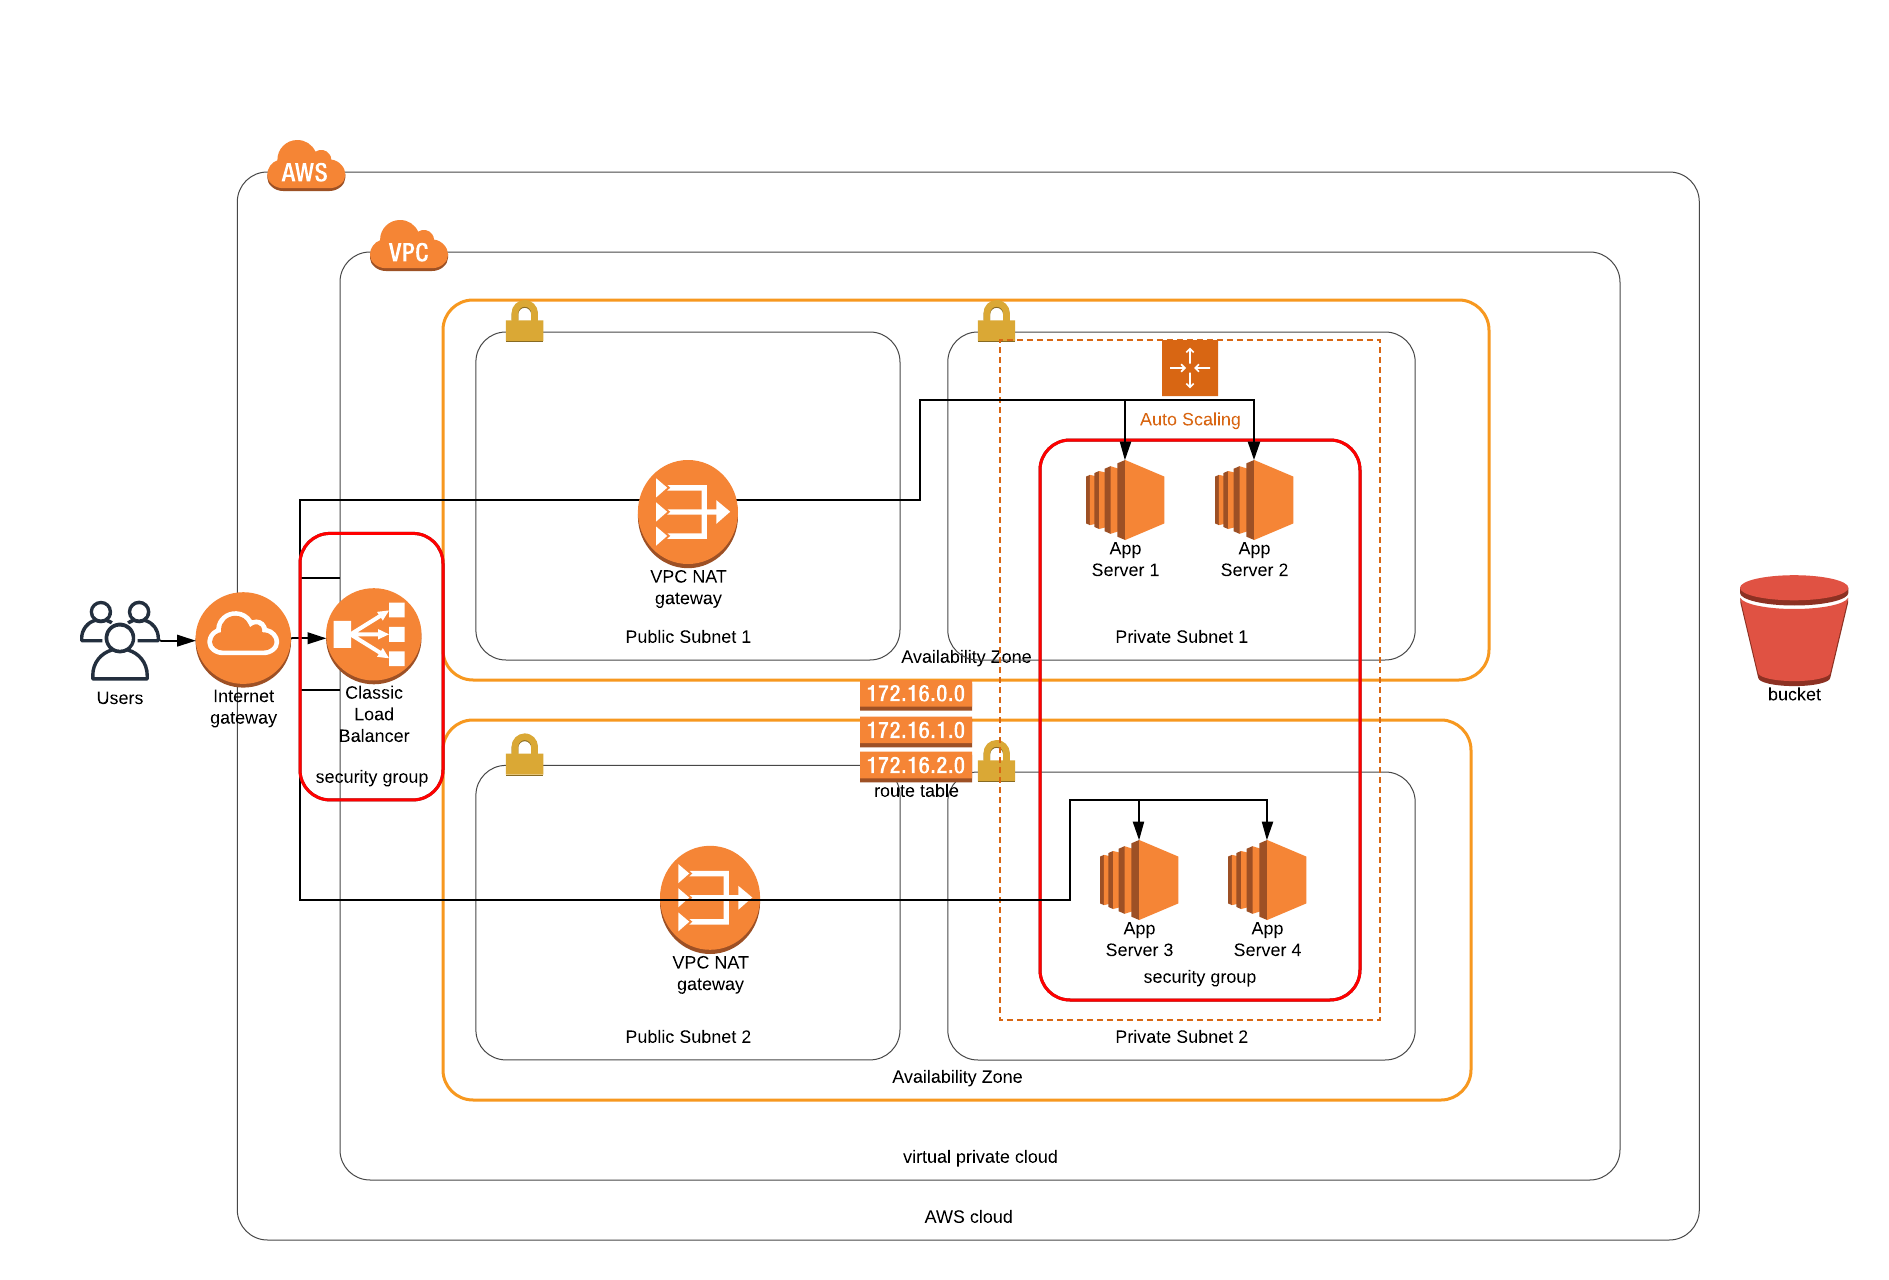 AWS
VPC
Auto Scaling
App
Server 1
App
Server 2
VPC NAT
gateway
Public Subnet 1
Private Subnet 1
Availability Zone
Users
Internet
gateway
Classic
Load
Balancer
security group
bucket
172.16.0.0
172.16.1.0
172.16.2.0
route table
App
Server 3
App
Server 4
security group
VPC NAT
gateway
Public Subnet 2
Private Subnet 2
Availability Zone
virtual private cloud
AWS cloud